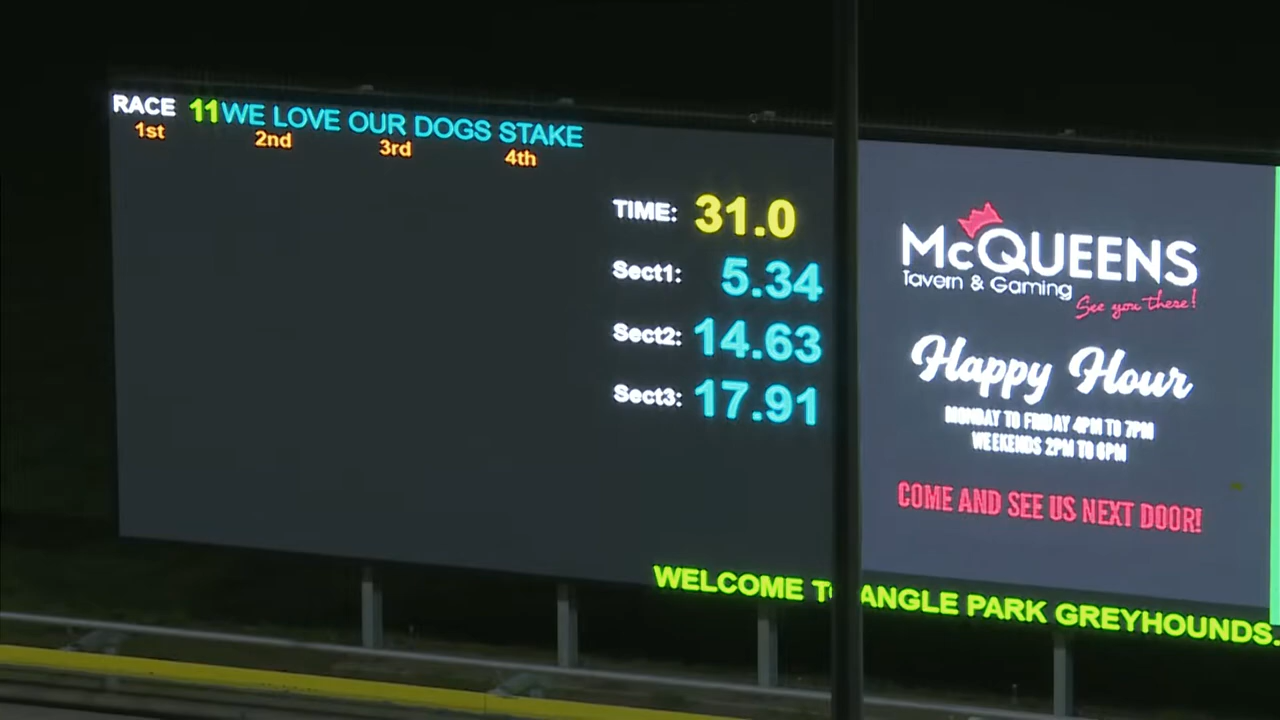 RACE 11 WE LOVE OUR DOGS STAKE
1st 2nd 3rd 4th
TIME: 31.0
Sect1: 5.34
Sect2: 14.63
Sect3: 17.91
McQUEENS
Tavern & Gaming
See you there!
Happy Hour
MONDAY TO FRIDAY 4PM TO 7PM
WEEKENDS 2PM TO 6PM
COME AND SEE US NEXT DOOR!
WELCOME TO ANGLE PARK GREYHOUNDS.